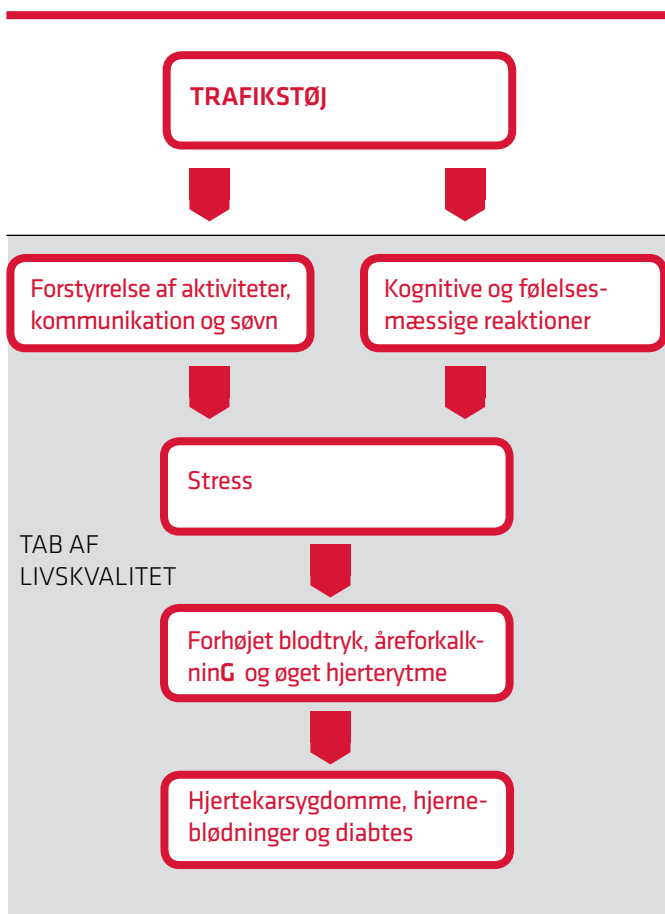 TRAFIKSTØJ
Forstyrrelse af aktiviteter,
kommunikation og søvn
Kognitive og følelses-
mæssige reaktioner
Stress
TAB AF
LIVSKVALITET
Forhøjet blodtryk, åreforkalk-
ninG og øget hjerterytme
Hjertekarsygdomme, hjerne-
blødninger og diabtes